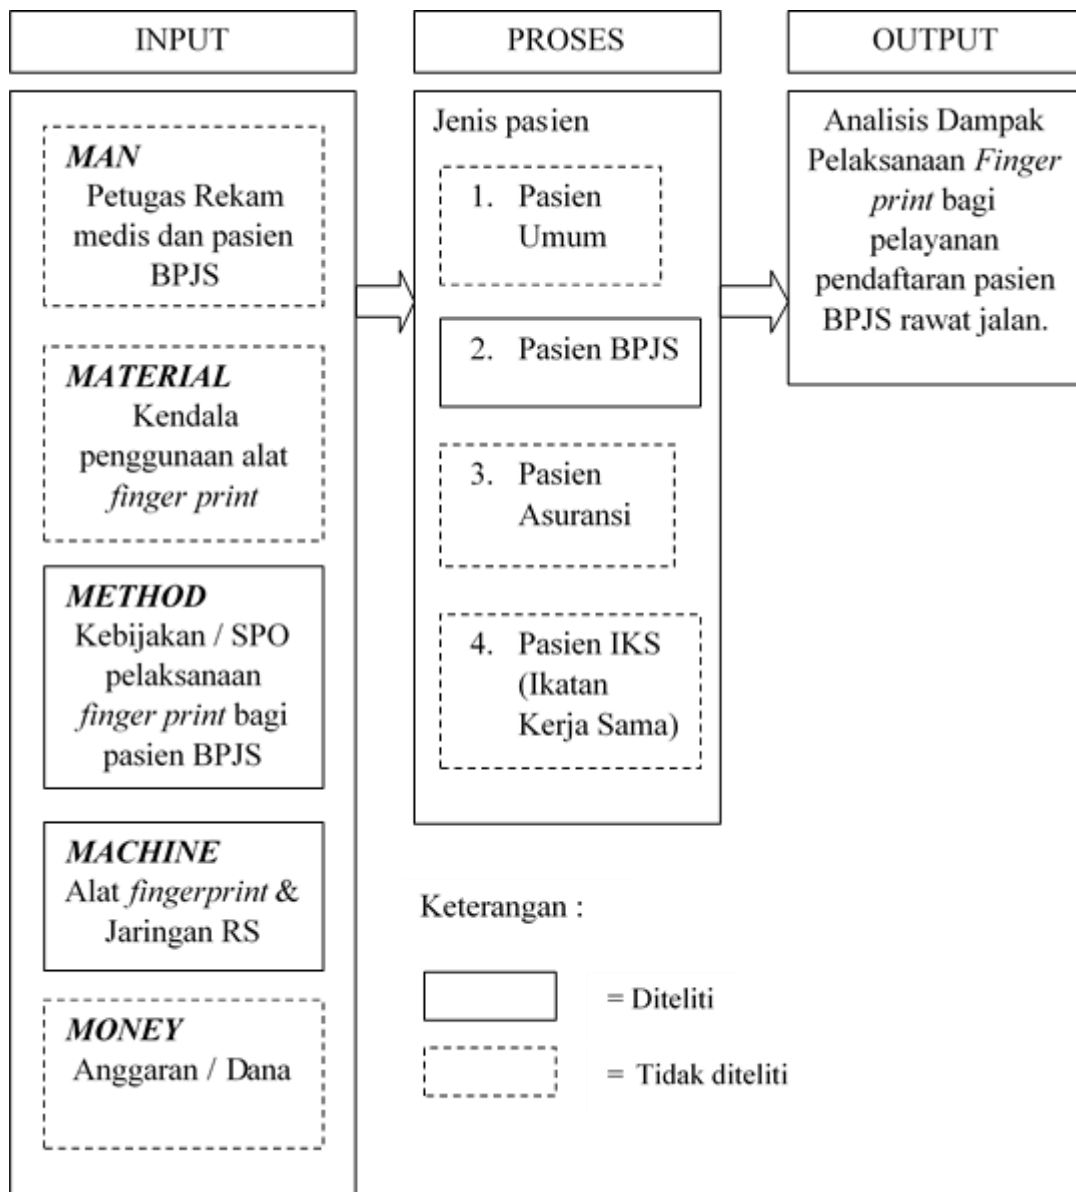 INPUT
PROSES
OUTPUT
MAN
Petugas Rekam
medis dan pasien
BPJS
MATERIAL
Kendala
penggunaan alat
finger print
METHOD
Kebijakan / SPO
pelaksanaan
finger print bagi
pasien BPJS
MACHINE
Alat fingerprint &
Jaringan RS
MONEY
Anggaran / Dana
Jenis pasien
1. Pasien
Umum
2. Pasien BPJS
3. Pasien
Asuransi
4. Pasien IKS
(Ikatan
Kerja Sama)
Analisis Dampak
Pelaksanaan Finger
print bagi
pelayanan
pendaftaran pasien
BPJS rawat jalan.
Keterangan :
= Diteliti
= Tidak diteliti